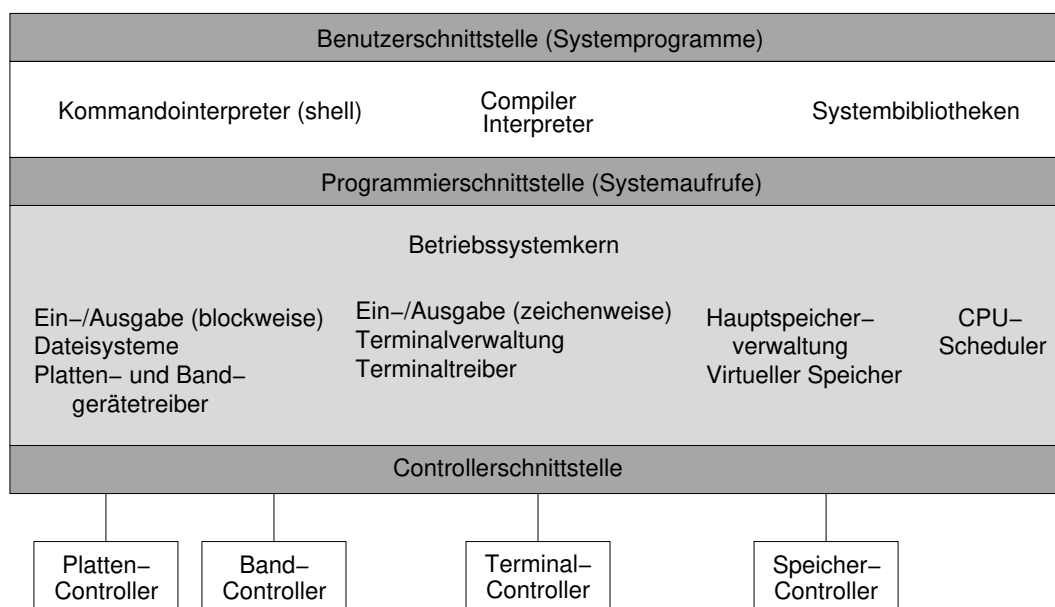 Benutzerschnittstelle (Systemprogramme)
Kommandointerpreter (shell)
Compiler
Interpreter
Systembibliotheken
Programmierschnittstelle (Systemaufrufe)
Betriebssystemkern
Ein−/Ausgabe (blockweise)
Dateisysteme
Platten− und Band−
gerätetreiber
Ein−/Ausgabe (zeichenweise)
Terminalverwaltung
Terminaltreiber
Hauptspeicher−
verwaltung
Virtueller Speicher
CPU−
Scheduler
Controllerschnittstelle
Platten−
Controller
Band−
Controller
Terminal−
Controller
Speicher−
Controller